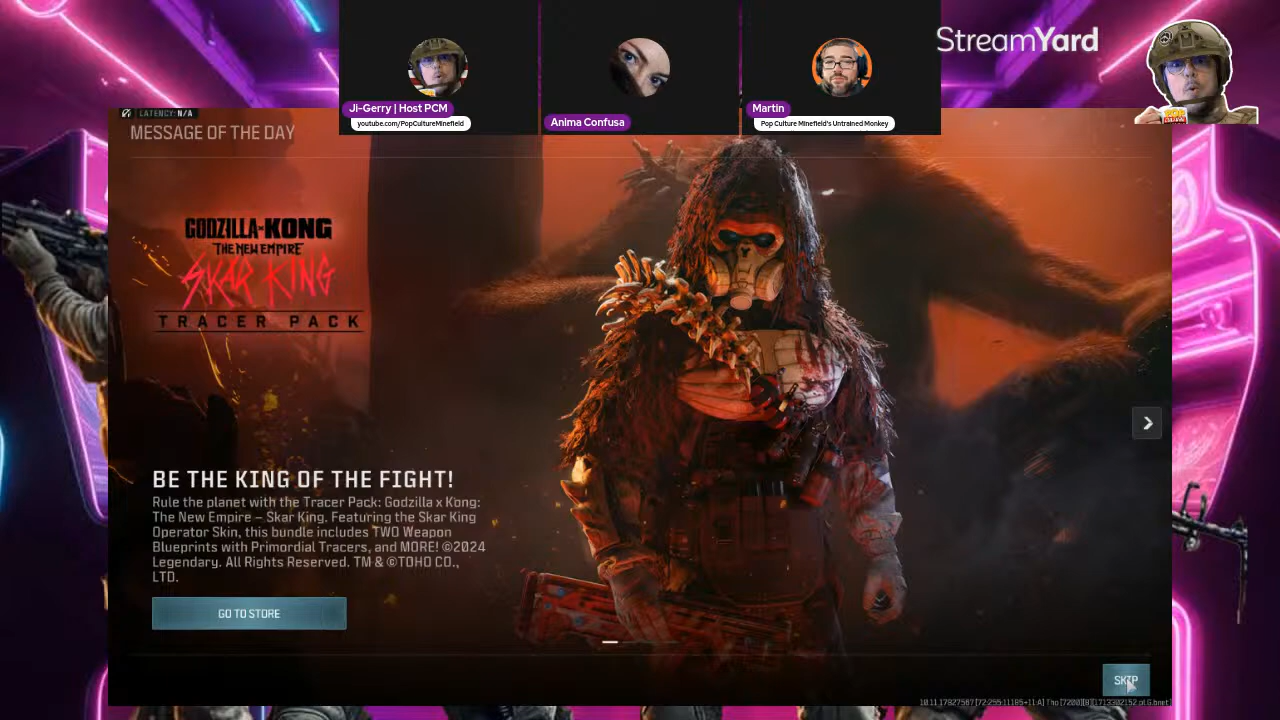 StreamYard
Ji-Gerry | Host PCM
youtube.com/PopCultureMinefield
Anima Confusa
Martin
Pop Culture Minefield's Untrained Monkey
LATENCY: N/A
MESSAGE OF THE DAY
GODZILLA x KONG
THE NEW EMPIRE
SKAR KING
TRACER PACK
BE THE KING OF THE FIGHT!
Rule the planet with the Tracer Pack: Godzilla x Kong:
The New Empire – Skar King. Featuring the Skar King
Operator Skin, this bundle includes TWO Weapon
Blueprints with Primordial Tracers, and MORE! ©2024
Legendary. All Rights Reserved. TM & ©TOHO CO.,
LTD.
GO TO STORE
SKIP